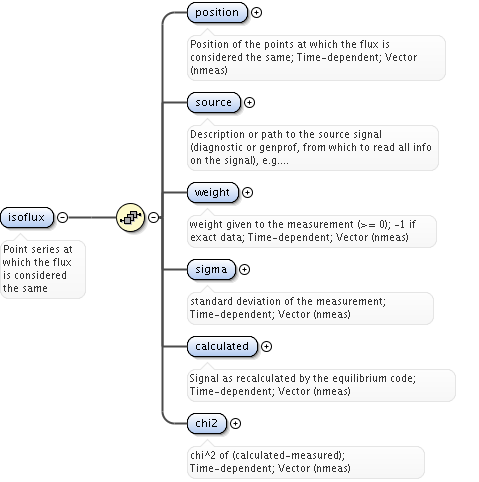 position
Position of the points at which the flux is
considered the same; Time-dependent; Vector
(nmeas)
source
Description or path to the source signal
(diagnostic or genprof, from which to read all info
on the signal), e.g....
weight
weight given to the measurement (>= 0); -1 if
exact data; Time-dependent; Vector (nmeas)
isoflux
Point series at
which the flux
is considered
the same
sigma
standard deviation of the measurement;
Time-dependent; Vector (nmeas)
calculated
Signal as recalculated by the equilibrium code;
Time-dependent; Vector (nmeas)
chi2
chi^2 of (calculated-measured);
Time-dependent; Vector (nmeas)